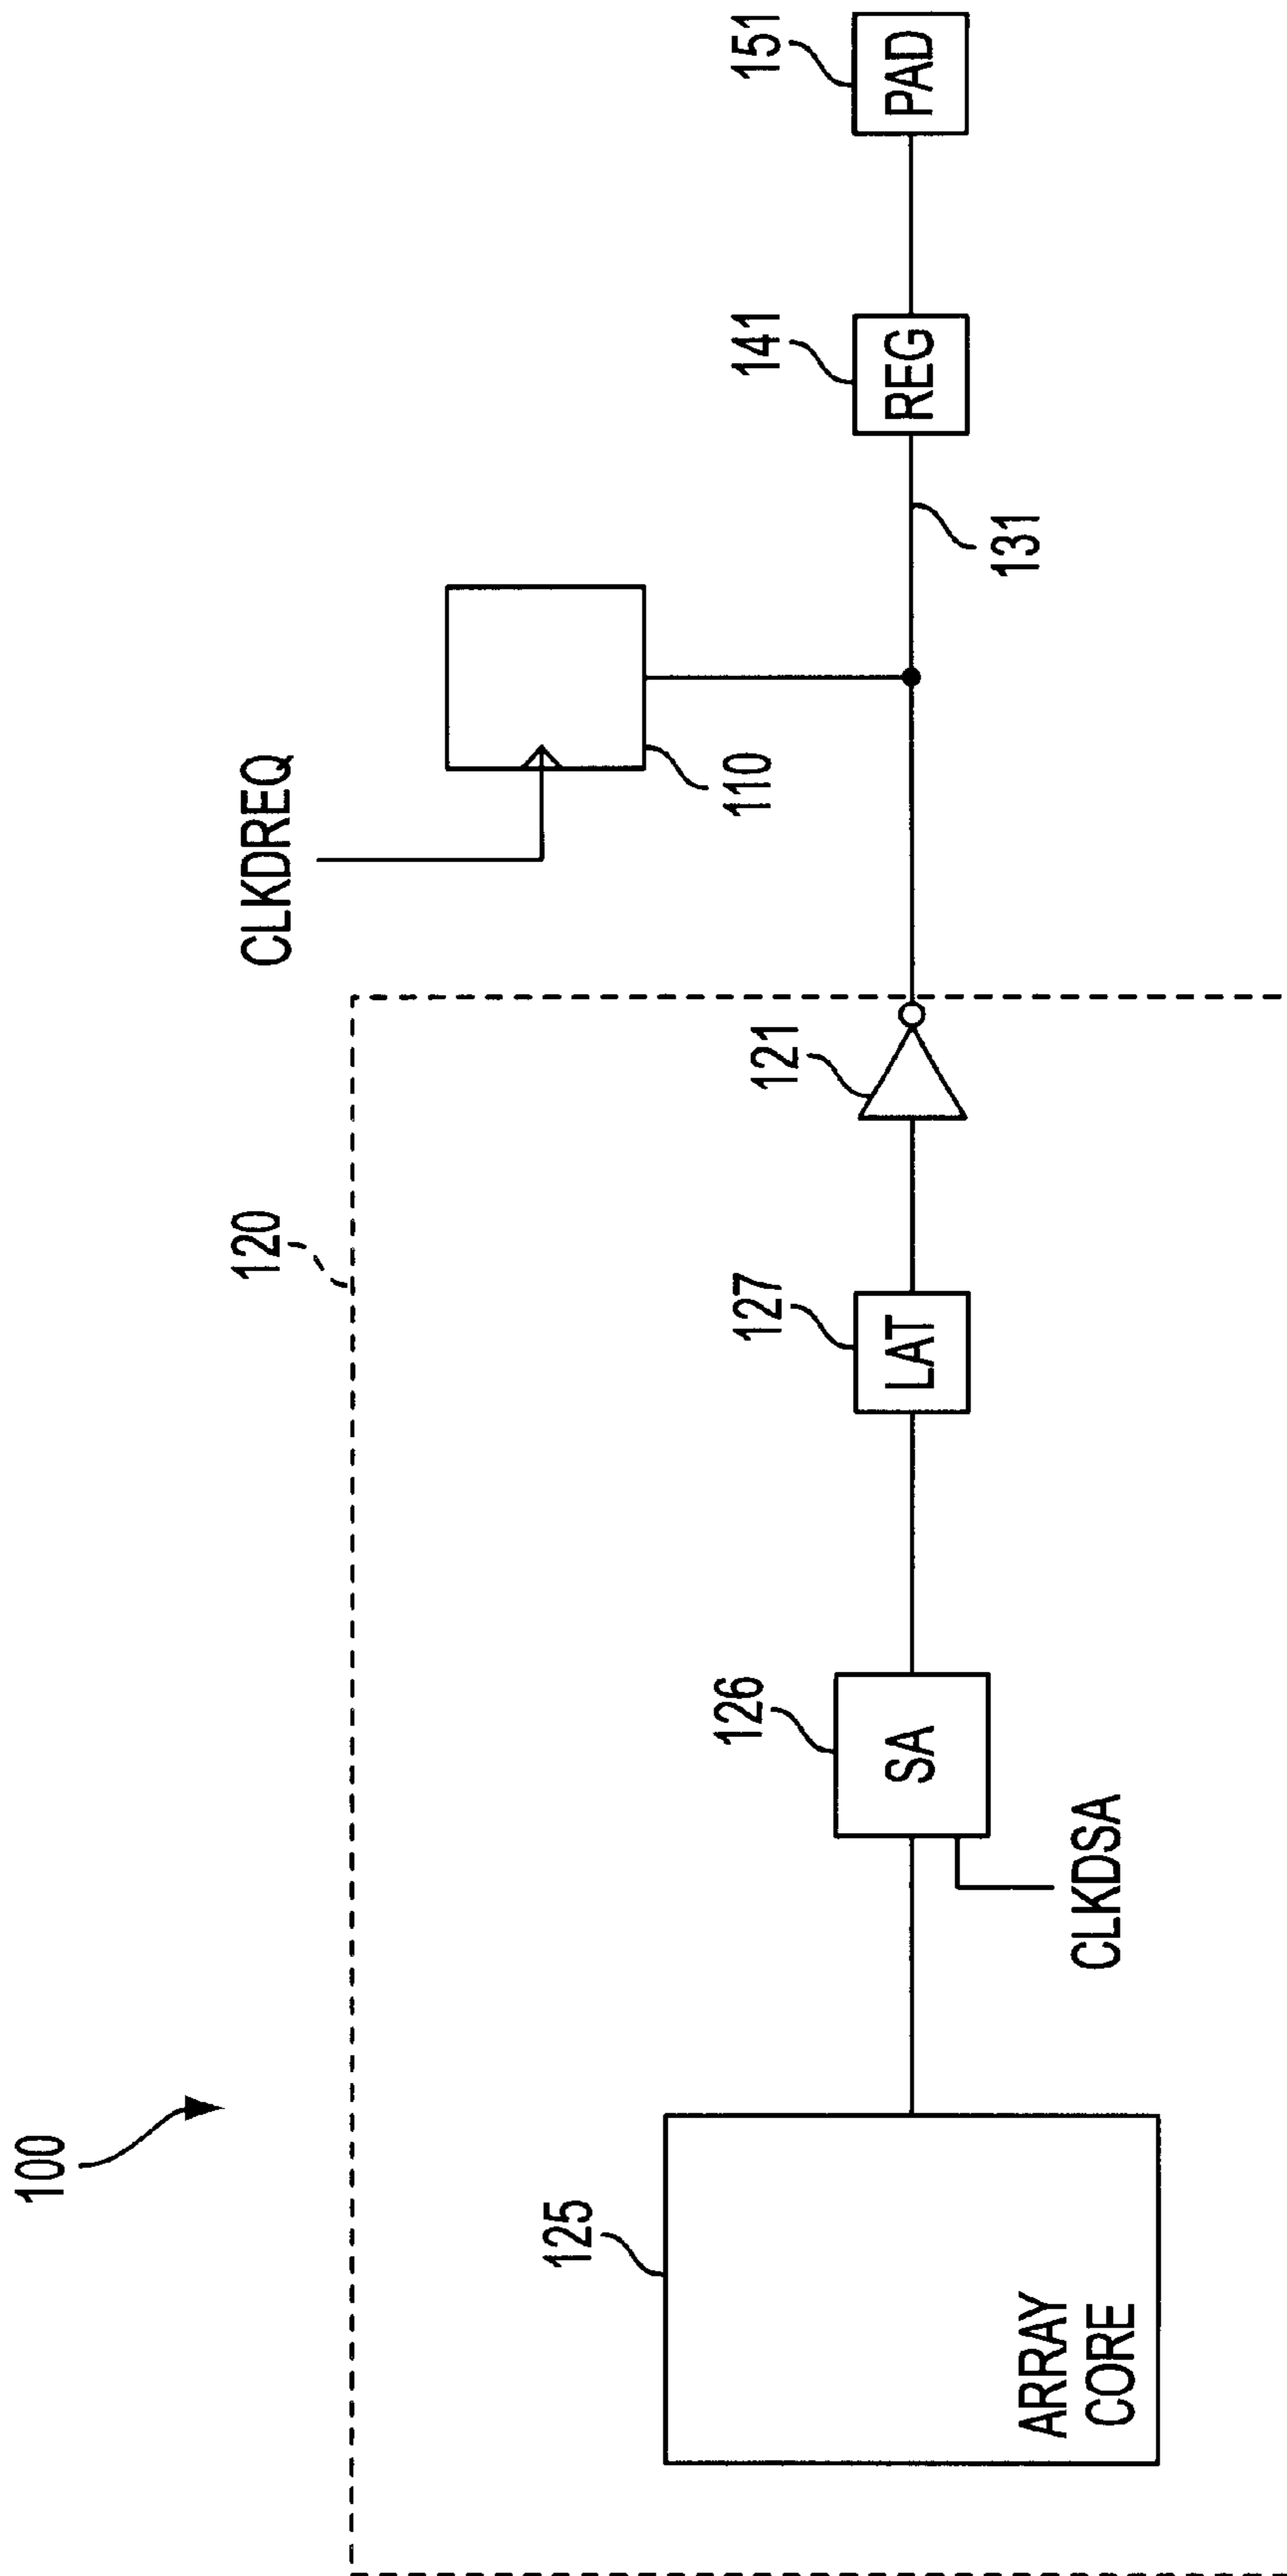 100
120
CLKDREQ
110
125
ARRAY
CORE
126
SA
CLKDSA
127
LAT
121
131
141
REG
151
PAD